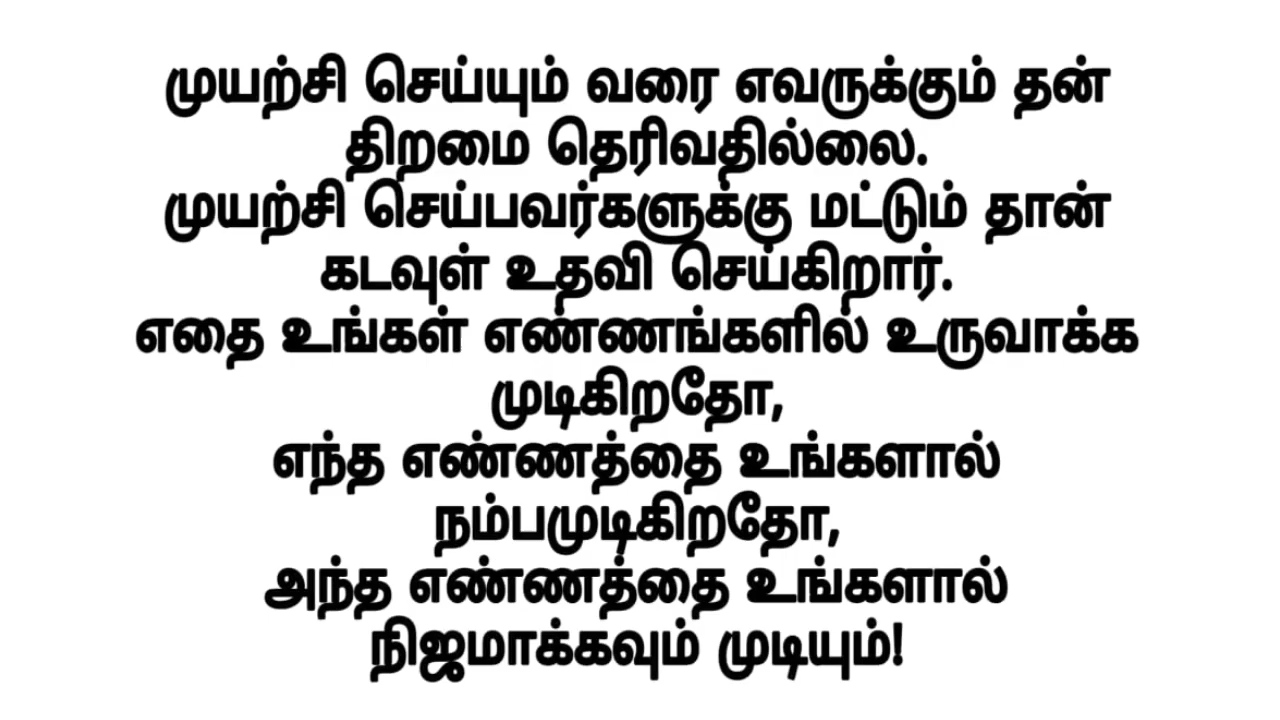 முயற்சி செய்யும் வரை எவருக்கும் தன்
திறமை தெரிவதில்லை.
முயற்சி செய்பவர்களுக்கு மட்டும் தான்
கடவுள் உதவி செய்கிறார்.
எதை உங்கள் எண்ணங்களில் உருவாக்க
முடிகிறதோ,
எந்த எண்ணத்தை உங்களால்
நம்பமுடிகிறதோ,
அந்த எண்ணத்தை உங்களால்
நிஜமாக்கவும் முடியும்!